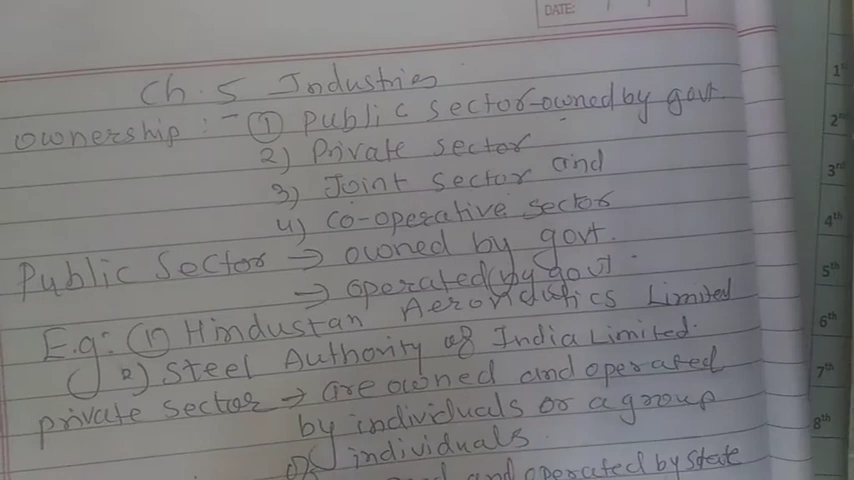 DATE:
Ch. 5 Industries
Ownership :- ① Public sector-owned by govt.
2) Private sector
3) Joint sector and
4) Co-operative sector
Public Sector → owned by govt.
→ operated by govt.
E.g: (1) Hindustan Aeronautics Limited
2) Steel Authority of India Limited.
private sector → are owned and operated
by individuals or a group
of individuals.
and operated by state
1st
2nd
3rd
4th
5th
6th
7th
8th